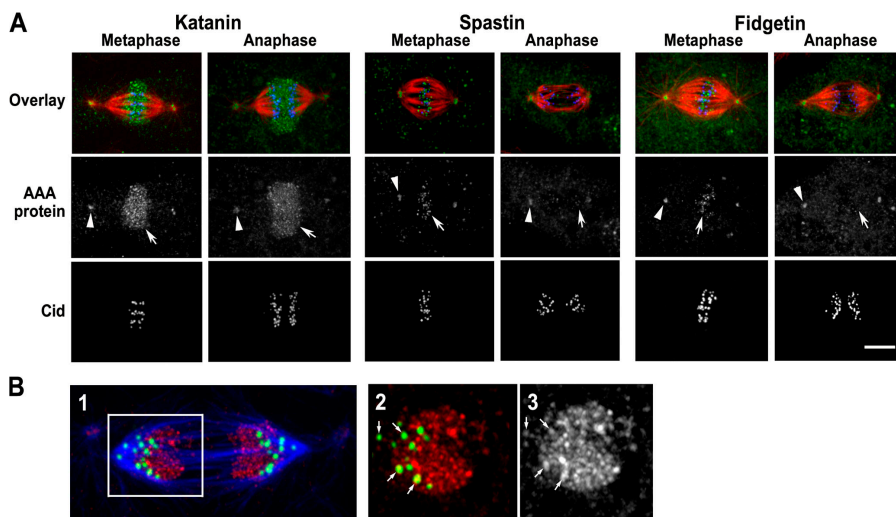 A
Katanin Spastin Fidgetin
Metaphase Anaphase Metaphase Anaphase Metaphase Anaphase
Overlay
AAA
protein
Cid
B
1 2 3